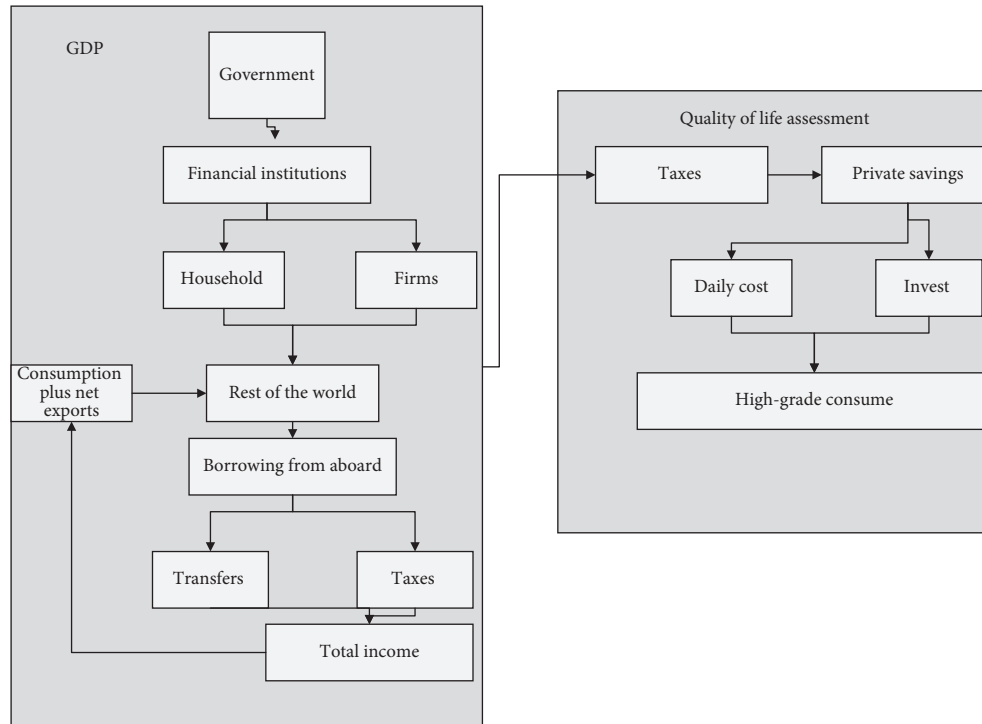 GDP
Government
Financial institutions
Household
Firms
Consumption
plus net
exports
Rest of the world
Borrowing from aboard
Transfers
Taxes
Total income
Quality of life assessment
Taxes
Private savings
Daily cost
Invest
High-grade consume